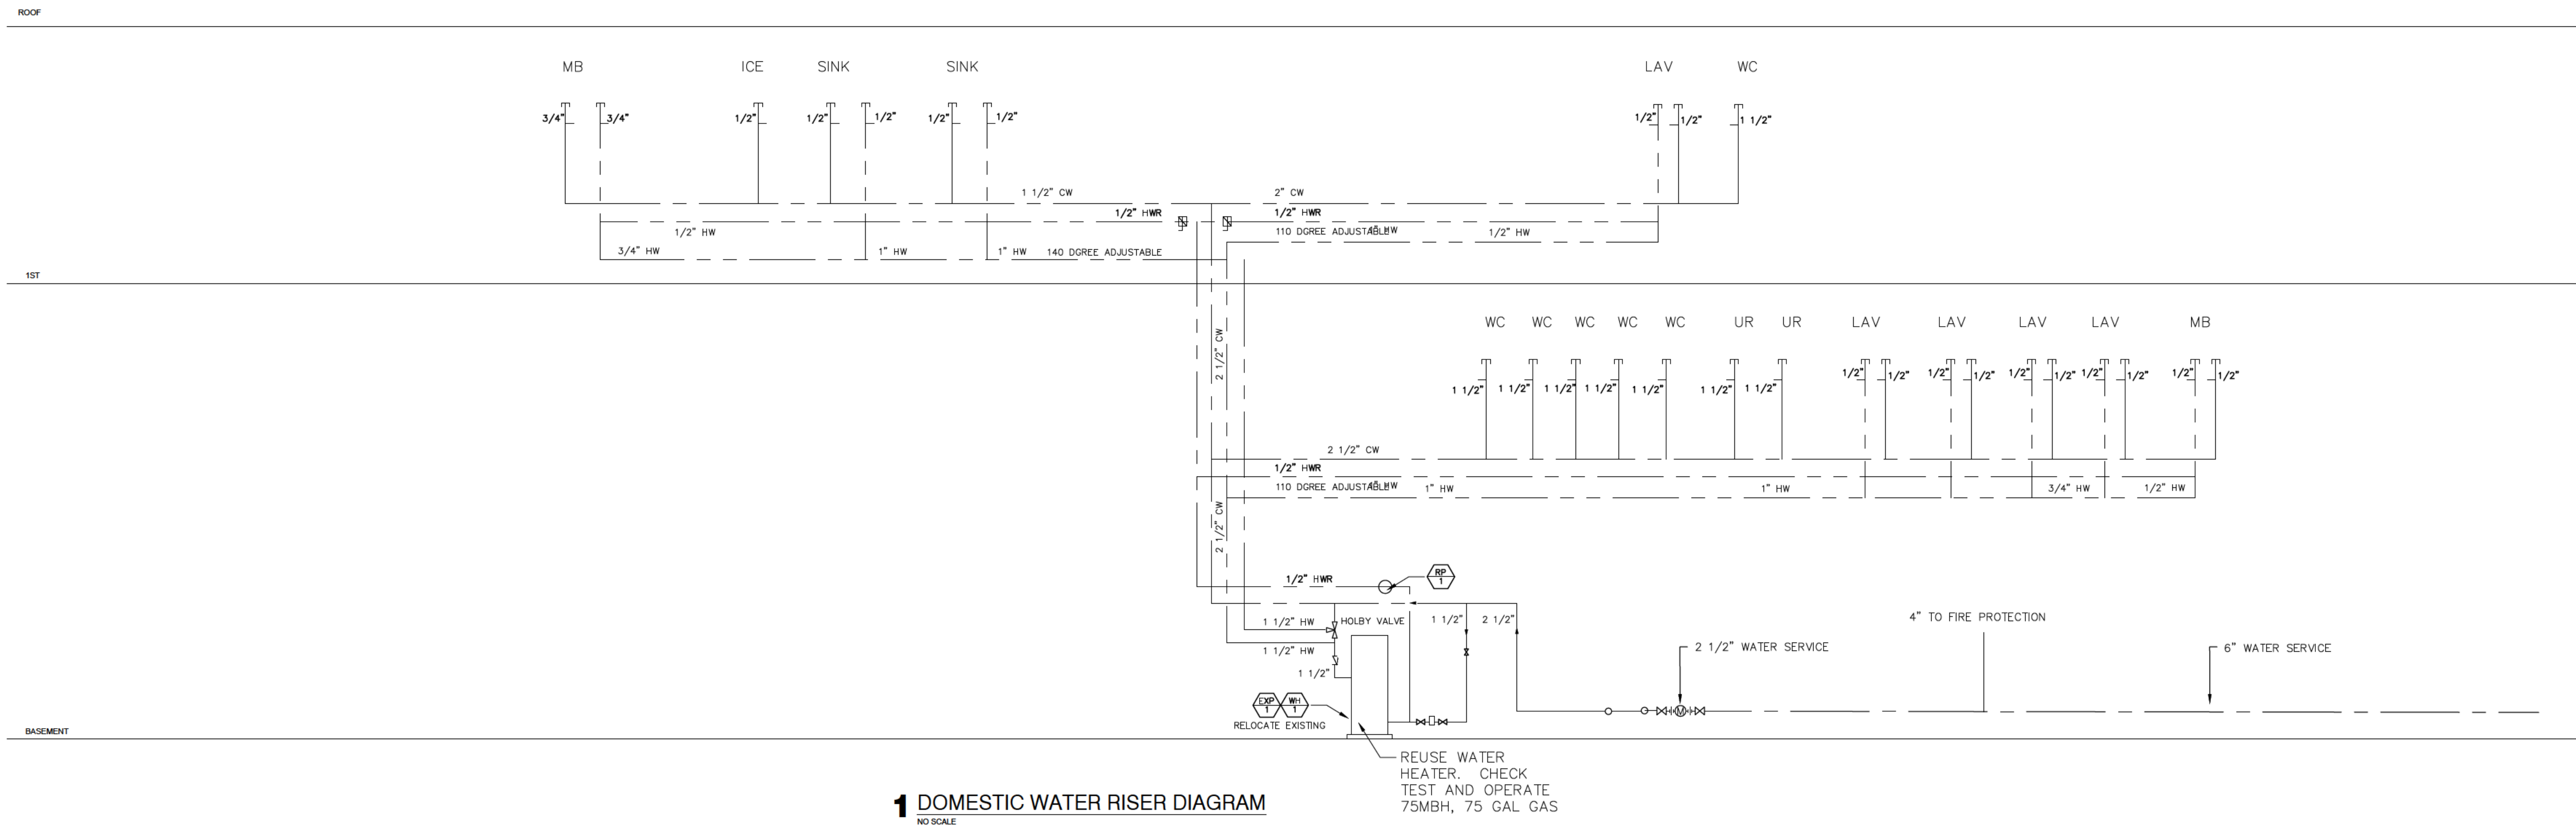 ROOF
MB ICE SINK SINK LAV WC
3/4" 3/4" 1/2" 1/2" 1/2" 1/2" 1/2" 1/2" 1/2" 1 1/2"
1 1/2" CW 2" CW
1/2" HWR 1/2" HWR
1/2" HW 110 DGREE ADJUSTABLE 1/2" HW
3/4" HW 1" HW 1" HW 140 DGREE ADJUSTABLE
1ST
WC WC WC WC WC UR UR LAV LAV LAV LAV MB
2 1/2" CW
1/2" 1/2" 1/2" 1/2" 1/2" 1/2" 1/2" 1/2" 1/2" 1/2"
1 1/2" 1 1/2" 1 1/2" 1 1/2" 1 1/2" 1 1/2" 1 1/2"
2 1/2" CW
1/2" HWR
110 DGREE ADJUSTABLE 1" HW 1" HW 3/4" HW 1/2" HW
2 1/2" CW
1/2" HWR
RP
1
1 1/2" HW HOLBY VALVE 1 1/2" 2 1/2"
4" TO FIRE PROTECTION
1 1/2" HW
2 1/2" WATER SERVICE
6" WATER SERVICE
1 1/2"
EXP WH
1 1
RELOCATE EXISTING
M
BASEMENT
REUSE WATER
HEATER. CHECK
TEST AND OPERATE
75MBH, 75 GAL GAS
1 DOMESTIC WATER RISER DIAGRAM
NO SCALE